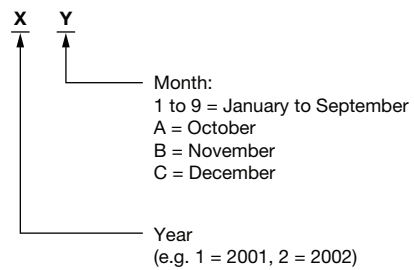 X Y
Month:
1 to 9 = January to September
A = October
B = November
C = December
Year
(e.g. 1 = 2001, 2 = 2002)